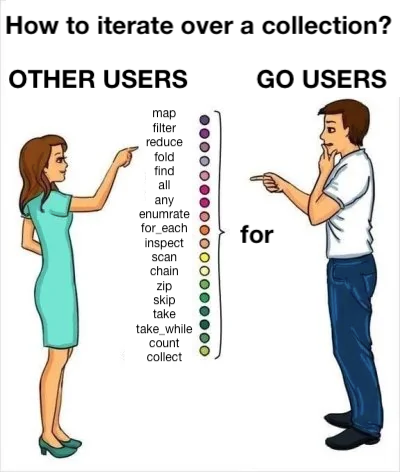 How to iterate over a collection?
OTHER USERS
GO USERS
map
filter
reduce
fold
find
all
any
enumrate
for_each
inspect
scan
chain
zip
skip
take
take_while
count
collect
for